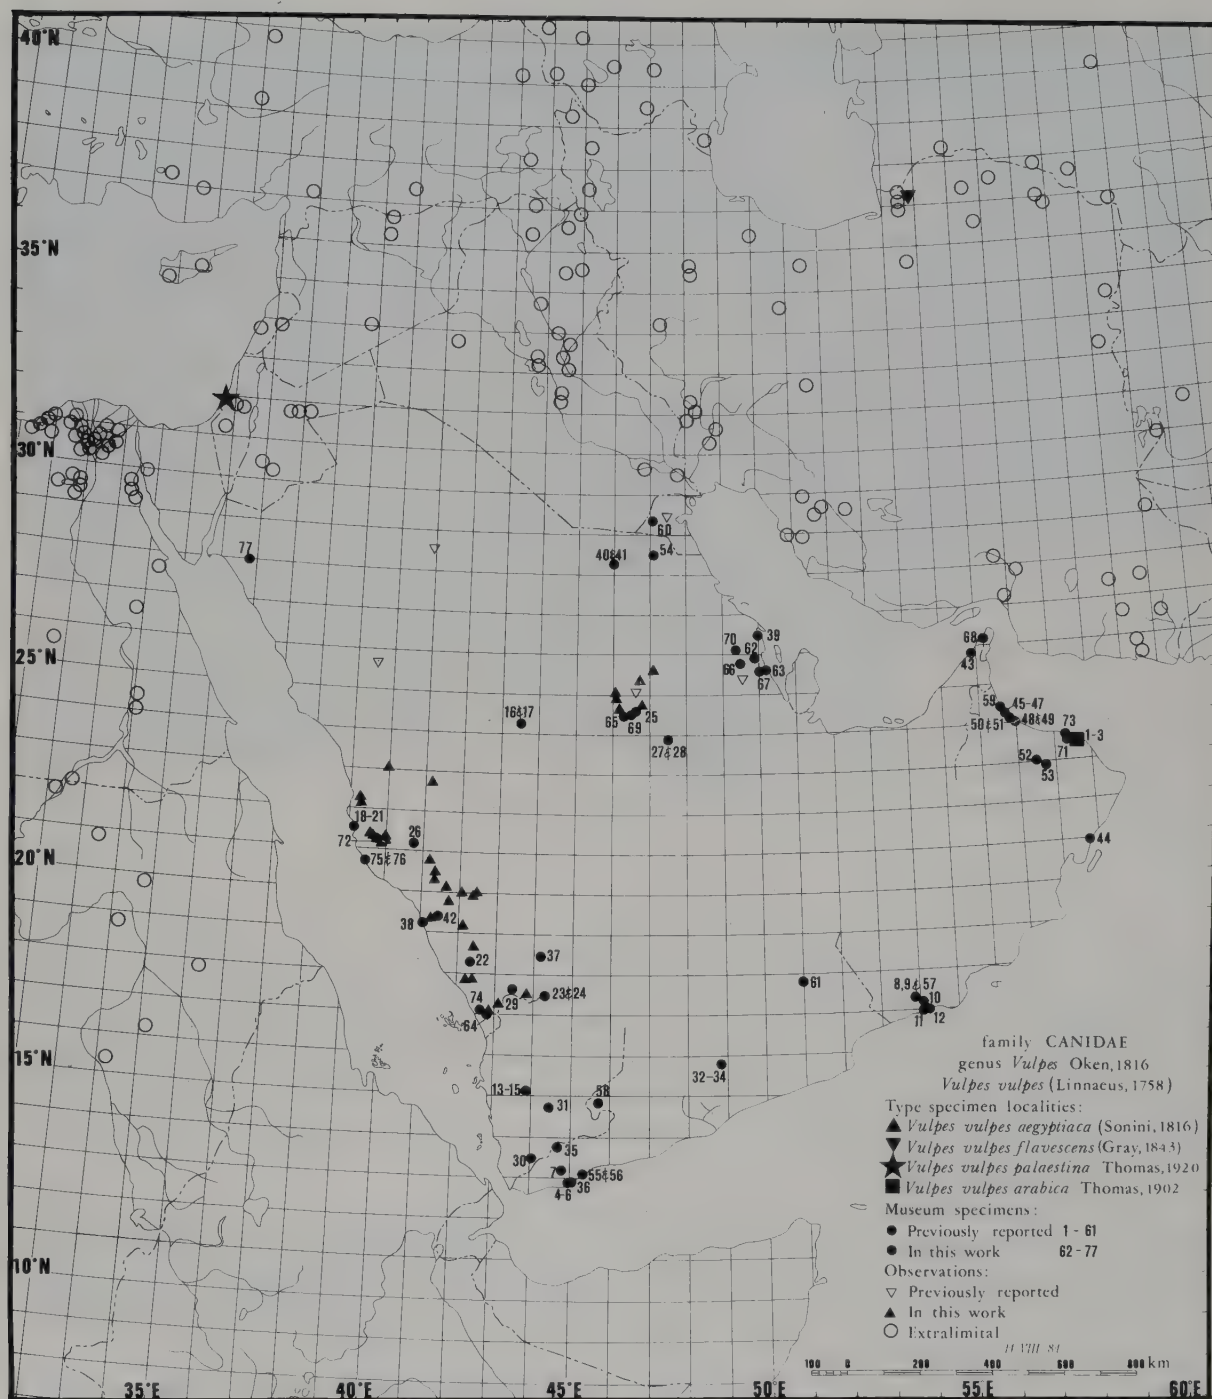 40°N
35°N
30°N
60
40&41
54
77
25°N
70
39
62
66
63
67
68
43
16&17
65
25
69
27&28
59
45-47
50&51
48&49
73
1-3
71
52
53
18-21
72
26
75&76
44
20°N
38
42
22
37
74
29
23&24
64
61
8,9&57
10
11
12
15°N
32-34
13-15
31
58
35
30
7
55&56
4-6
36
10°N
family CANIDAE
genus Vulpes Oken, 1816
Vulpes vulpes (Linnaeus, 1758)
Type specimen localities:
Vulpes vulpes aegyptiaca (Sonini, 1816)
Vulpes vulpes flavescens (Gray, 1843)
Vulpes vulpes palaestina Thomas, 1920
Vulpes vulpes arabica Thomas, 1902
Museum specimens:
Previously reported 1 - 61
In this work 62 - 77
Observations:
Previously reported
In this work
Extralimital
100 0 200 400 600 800 km
35°E 40°E 45°E 50°E 55°E 60°E